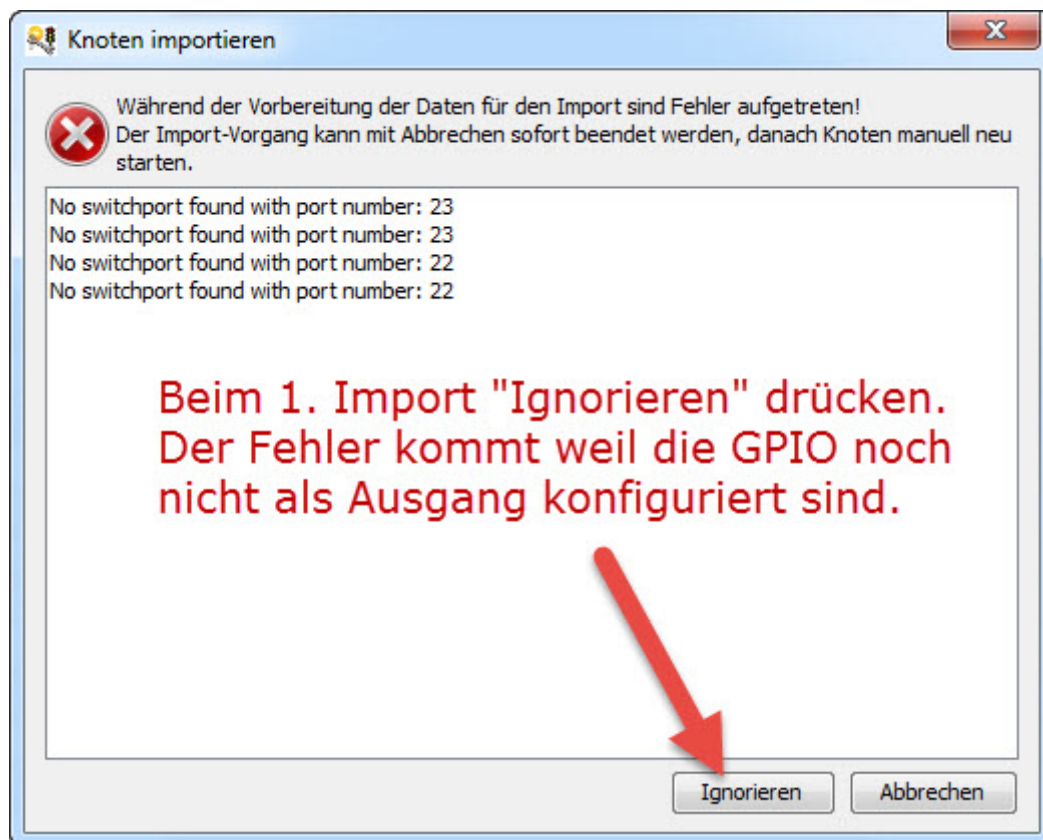 Knoten importieren
Während der Vorbereitung der Daten für den Import sind Fehler aufgetreten!
Der Import-Vorgang kann mit Abbrechen sofort beendet werden, danach Knoten manuell neu
starten.
No switchport found with port number: 23
No switchport found with port number: 23
No switchport found with port number: 22
No switchport found with port number: 22
Beim 1. Import "Ignorieren" drücken.
Der Fehler kommt weil die GPIO noch
nicht als Ausgang konfiguriert sind.
Ignorieren
Abbrechen